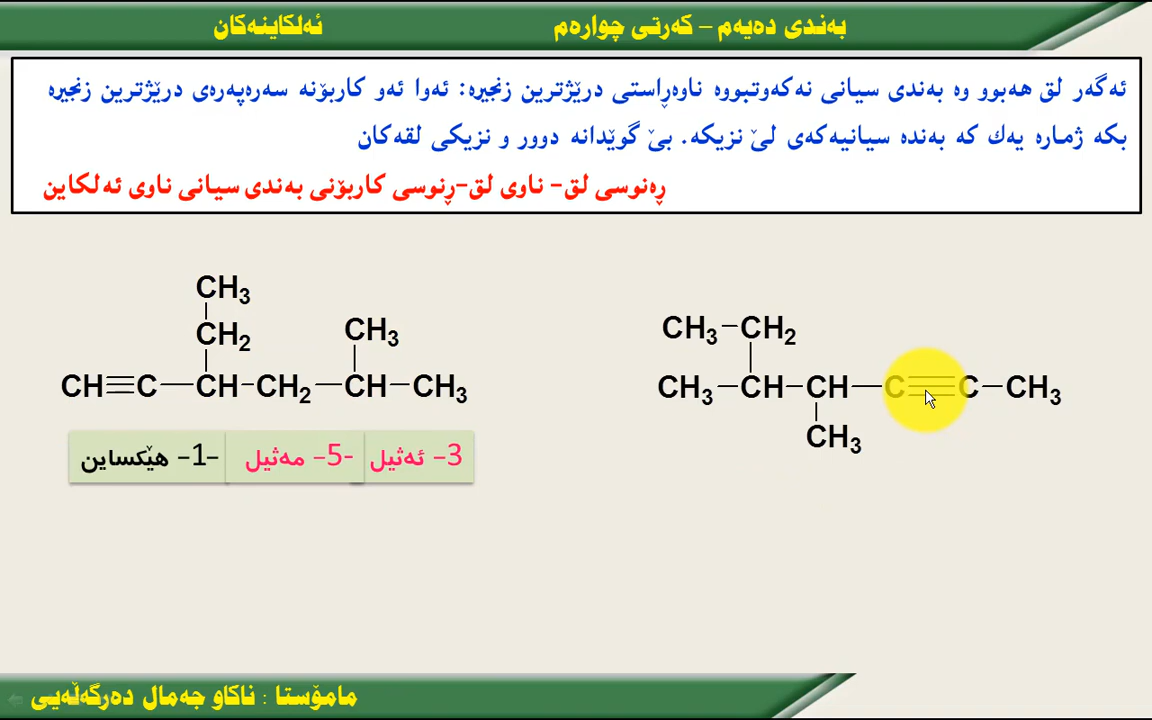 بەندی دەیەم – کەرتی چوارەم
ئەلکاینەکان
ئەگەر لق هەبوو وە بەندی سیانی نەکەوتبووە ناوەڕاستی درێژترین زنجیرە: ئەوا ئەو کاربۆنە سەرەپەرەی درێژترین زنجیرە
بکە ژمارە یەك کە بەندە سیانیەکەی لێ نزیکە. بێ گوێدانە دوور و نزیکی لقەکان
ڕەنوسی لق- ناوی لق-ڕنوسی کاربۆنی بەندی سیانی ناوی ئەلکاین
CH3
CH2
CH3
CH≡C—CH–CH2—CH–CH3
3– ئەثیل -5– مەثیل –1– هێکساین
CH3–CH2
CH3–CH–CH—C≡C–CH3
CH3
مامۆستا : ناکاو جەمال دەرگەڵەیی